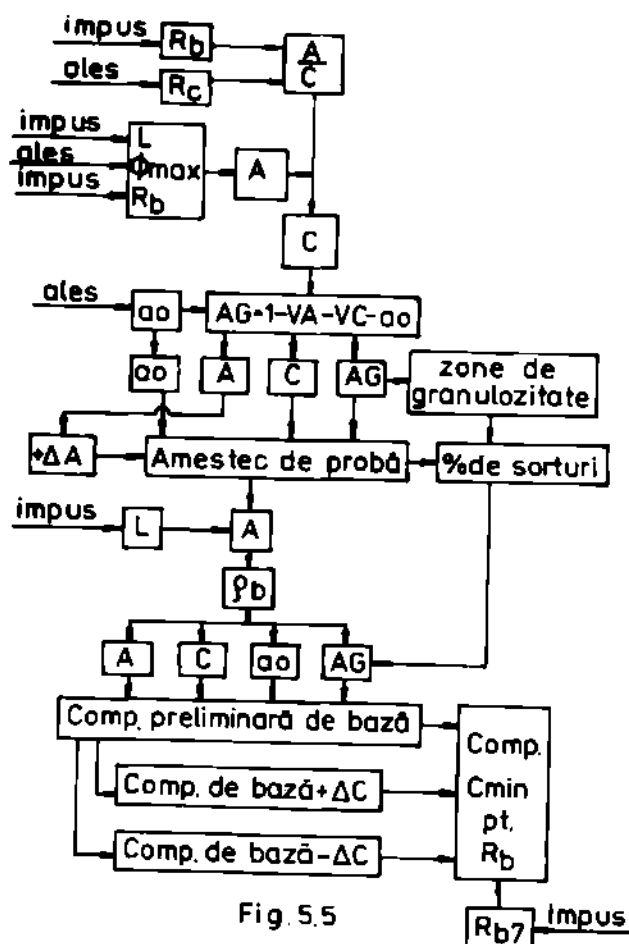 impus
Rb
A
C
ales
Rc
impus
L
ales
Φmax
A
impus
Rb
C
ales
ao
AG=1-VA-VC-ao
ao
A
C
AG
zone de
granulozitate
+ΔA
Amestec de probă
%de sorturi
impus
L
A
ρb
A
C
ao
AG
Comp. preliminară de bază
Comp.
Cmin
pt.
Rb
Comp. de bază+ΔC
Comp. de bază-ΔC
Fig. 5.5
Rb7
impus